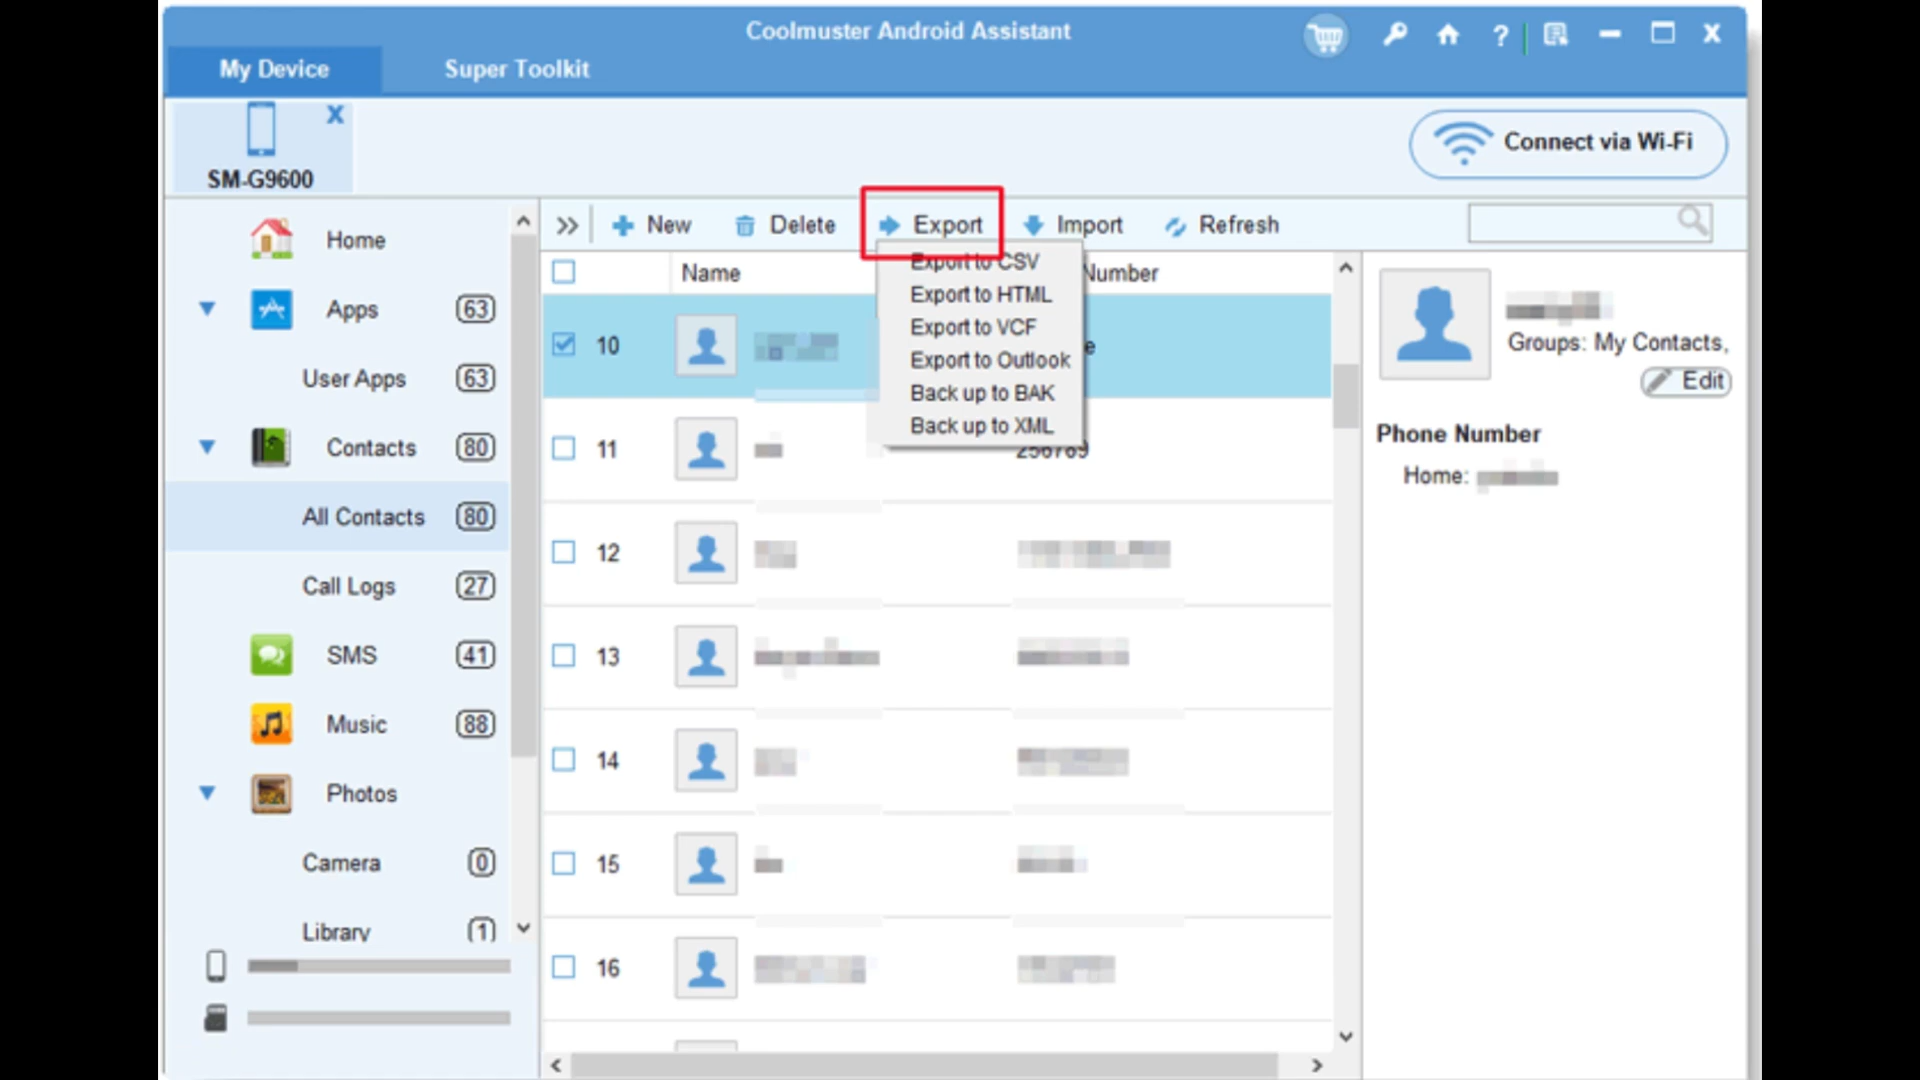 Coolmuster Android Assistant
My Device
Super Toolkit
SM-G9600
Connect via Wi-Fi
Home
Apps 63
User Apps 63
Contacts 80
All Contacts 80
Call Logs 27
SMS 41
Music 88
Photos
Camera 0
Library 1
New Delete Export Import Refresh
Name Number
Export to CSV
Export to HTML
Export to VCF
Export to Outlook
Back up to BAK
Back up to XML
10
11 256789
12
13
14
15
16
Groups: My Contacts,
Edit
Phone Number
Home: